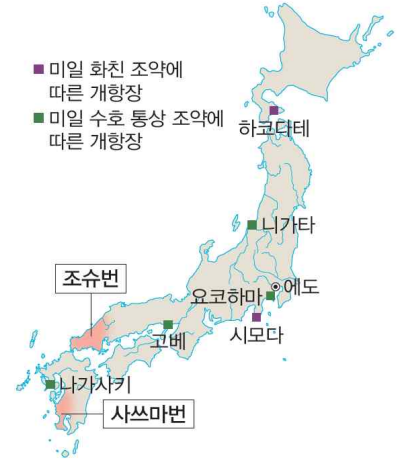 미일 화친 조약에
따른 개항장
미일 수호 통상 조약에
따른 개항장
하코다테
니가타
에도
요코하마
시모다
고베
조슈번
나가사키
사쓰마번